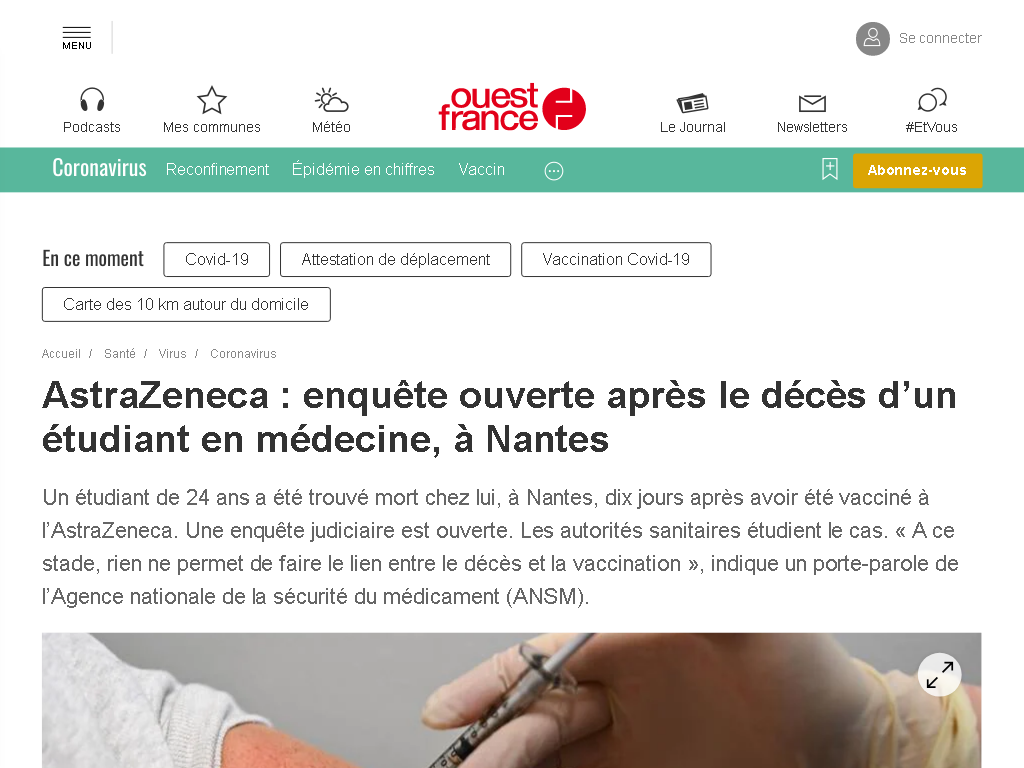 MENU
Se connecter
Podcasts
Mes communes
Météo
ouest
france
Le Journal
Newsletters
#EtVous
Coronavirus Reconfinement Épidémie en chiffres Vaccin
Abonnez-vous
En ce moment Covid-19 Attestation de déplacement Vaccination Covid-19
Carte des 10 km autour du domicile
Accueil / Santé / Virus / Coronavirus
AstraZeneca : enquête ouverte après le décès d’un
étudiant en médecine, à Nantes
Un étudiant de 24 ans a été trouvé mort chez lui, à Nantes, dix jours après avoir été vacciné à
l’AstraZeneca. Une enquête judiciaire est ouverte. Les autorités sanitaires étudient le cas. « A ce
stade, rien ne permet de faire le lien entre le décès et la vaccination », indique un porte-parole de
l’Agence nationale de la sécurité du médicament (ANSM).